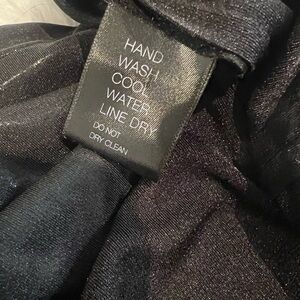 HAND
WASH
COOL
WATER
LINE DRY
DO NOT
DRY CLEAN